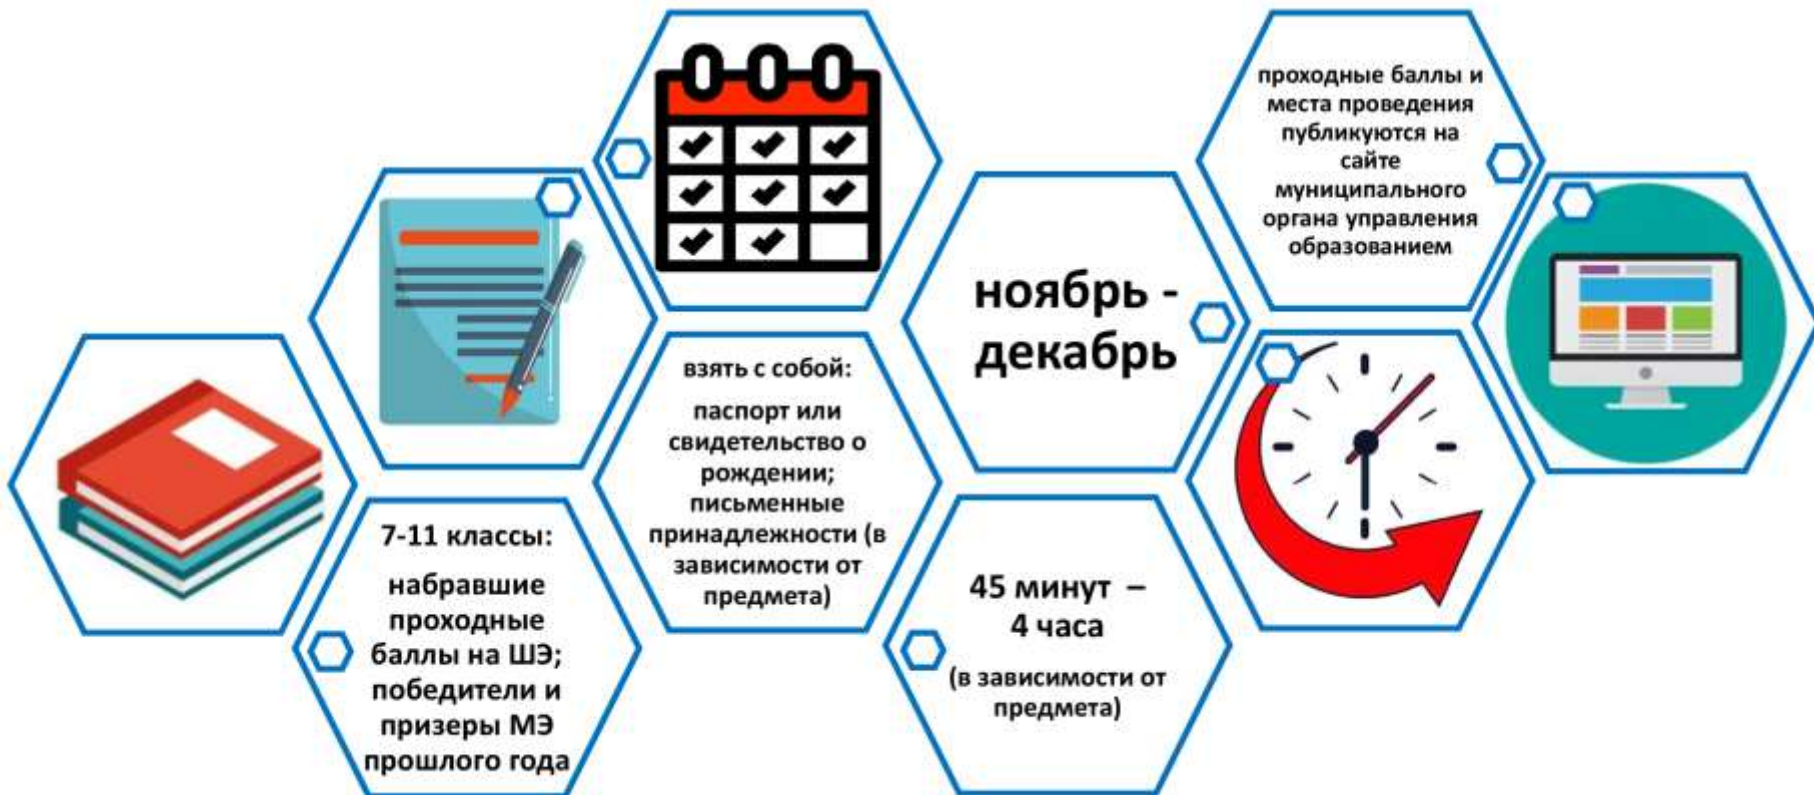 7-11 классы:
набравшие
проходные
баллы на ШЭ;
победители и
призеры МЭ
прошлого года
взять с собой:
паспорт или
свидетельство о
рождении;
письменные
принадлежности (в
зависимости от
предмета)
ноябрь -
декабрь
45 минут –
4 часа
(в зависимости от
предмета)
проходные баллы и
места проведения
публикуются на
сайте
муниципального
органа управления
образованием